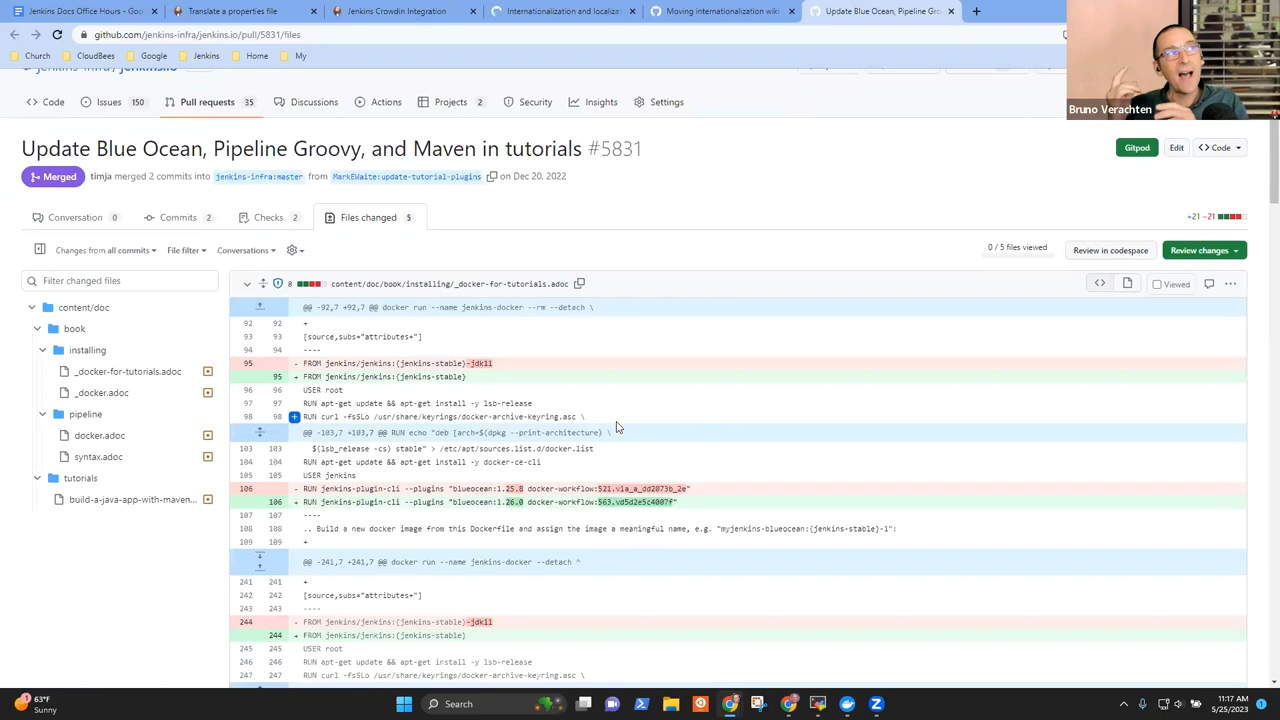 Jenkins Docs Office Hours - Goo
Translate a properties file
Jenkins Crowdin Integration
Internationalization and localiza
Moving internationalization wiki
Update Blue Ocean, Pipeline Gro
github.com/jenkins-infra/jenkins.io/pull/5831/files
Church
CloudBees
Google
Jenkins
Home
My
Bruno Verachten
jenkins-infra / jenkins.io
Code
Issues 150
Pull requests 35
Discussions
Actions
Projects 2
Security
Insights
Settings
Update Blue Ocean, Pipeline Groovy, and Maven in tutorials #5831
Gitpod
Edit
Code
Merged timja merged 2 commits into jenkins-infra:master from MarkEWaite:update-tutorial-plugins on Dec 20, 2022
Conversation 0
Commits 2
Checks 2
Files changed 5
+21 −21
Changes from all commits
File filter
Conversations
0 / 5 files viewed
Review in codespace
Review changes
Filter changed files
content/doc
book
installing
_docker-for-tutorials.adoc
_docker.adoc
pipeline
docker.adoc
syntax.adoc
tutorials
build-a-java-app-with-maven...
8 content/doc/book/installing/_docker-for-tutorials.adoc
Viewed
@@ -92,7 +92,7 @@ docker run --name jenkins-docker --rm --detach \
92 92 +
93 93 [source,subs="attributes+"]
94 94 ----
95 - FROM jenkins/jenkins:{jenkins-stable}-jdk11
95 + FROM jenkins/jenkins:{jenkins-stable}
96 96 USER root
97 97 RUN apt-get update && apt-get install -y lsb-release
98 98 RUN curl -fsSLo /usr/share/keyrings/docker-archive-keyring.asc \
@@ -103,7 +103,7 @@ RUN echo "deb [arch=$(dpkg --print-architecture) \
103 103 $(lsb_release -cs) stable" > /etc/apt/sources.list.d/docker.list
104 104 RUN apt-get update && apt-get install -y docker-ce-cli
105 105 USER jenkins
106 - RUN jenkins-plugin-cli --plugins "blueocean:1.25.8 docker-workflow:521.v1a_a_dd2073b_2e"
106 + RUN jenkins-plugin-cli --plugins "blueocean:1.26.0 docker-workflow:563.vd5d2e5c4007f"
107 107 ----
108 108 .. Build a new docker image from this Dockerfile and assign the image a meaningful name, e.g. "myjenkins-blueocean:{jenkins-stable}-1":
109 109 +
@@ -241,7 +241,7 @@ docker run --name jenkins-docker --detach ^
241 241 +
242 242 [source,subs="attributes+"]
243 243 ----
244 - FROM jenkins/jenkins:{jenkins-stable}-jdk11
244 + FROM jenkins/jenkins:{jenkins-stable}
245 245 USER root
246 246 RUN apt-get update && apt-get install -y lsb-release
247 247 RUN curl -fsSLo /usr/share/keyrings/docker-archive-keyring.asc \
63°F
Sunny
Search
11:17 AM
5/25/2023